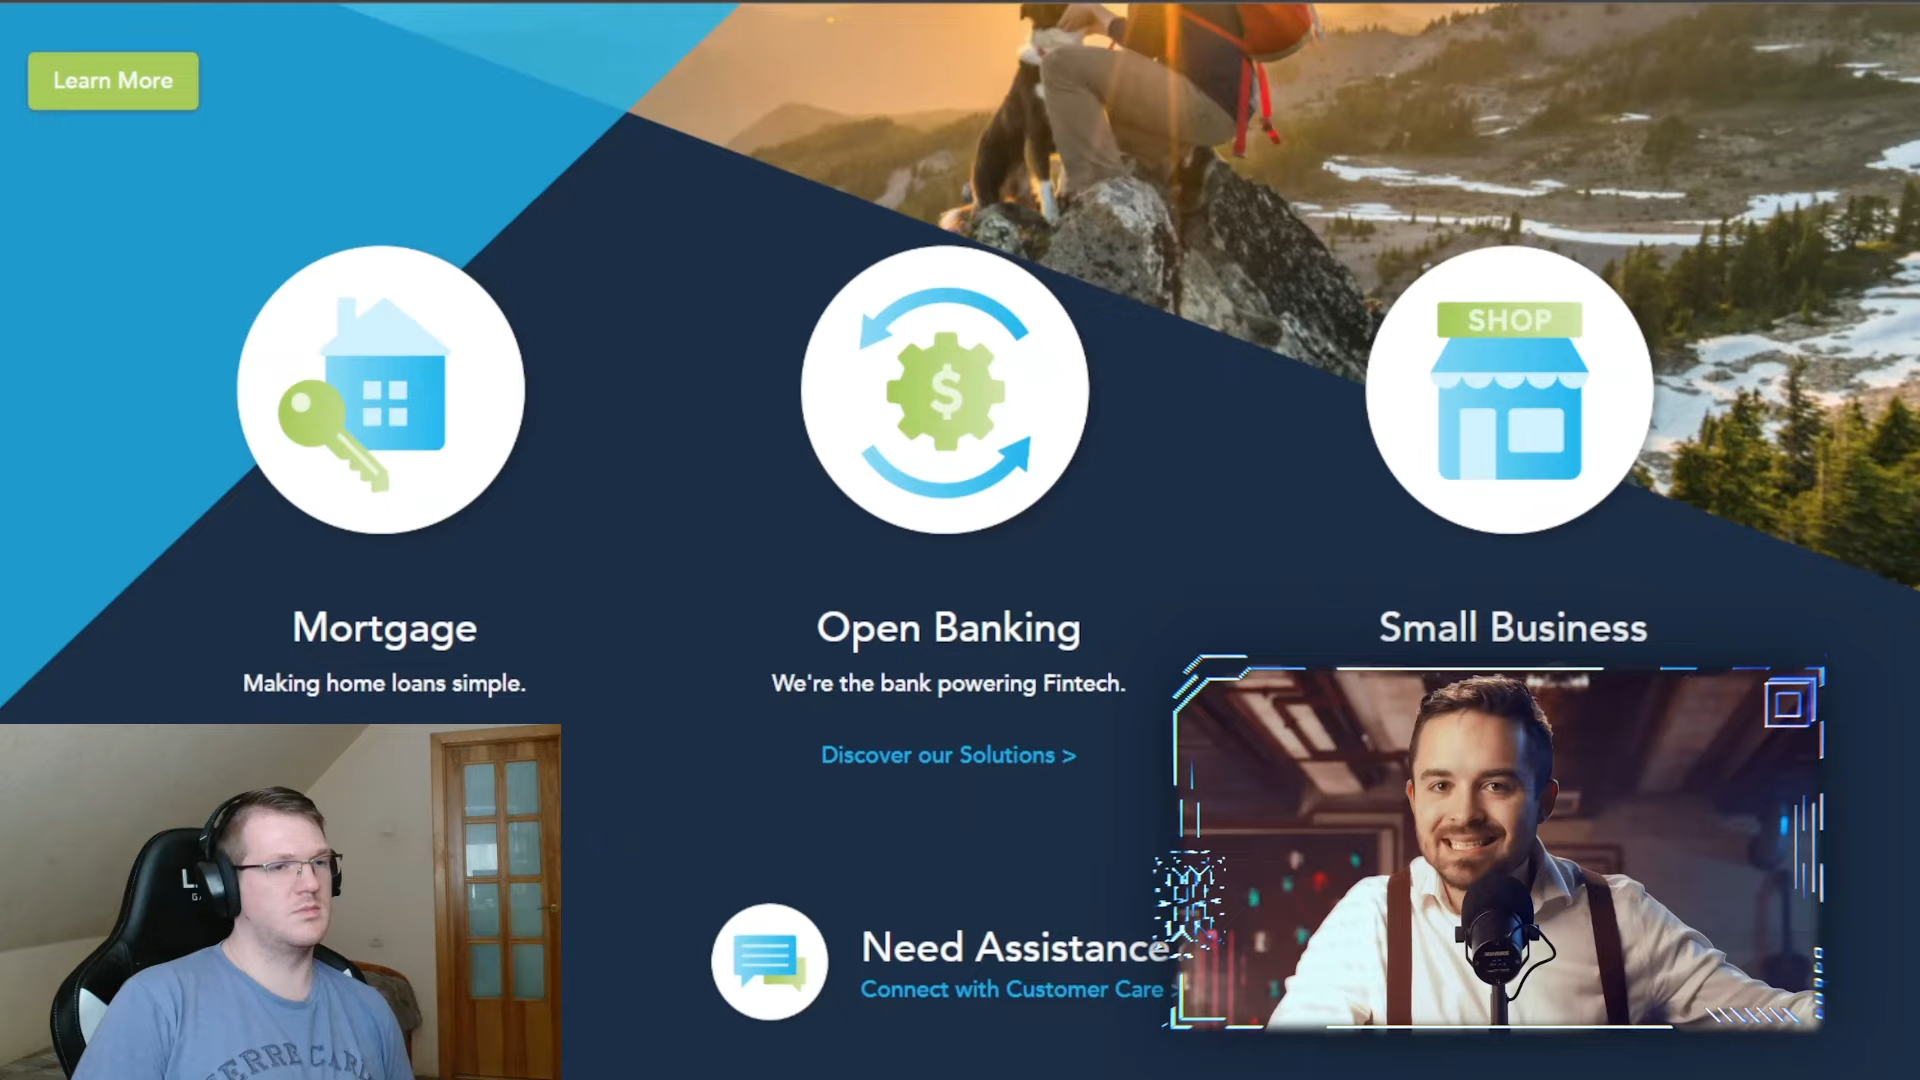 Learn More
SHOP
$
Mortgage
Open Banking
Small Business
Making home loans simple.
We're the bank powering Fintech.
Discover our Solutions >
Need Assistance
Connect with Customer Care >